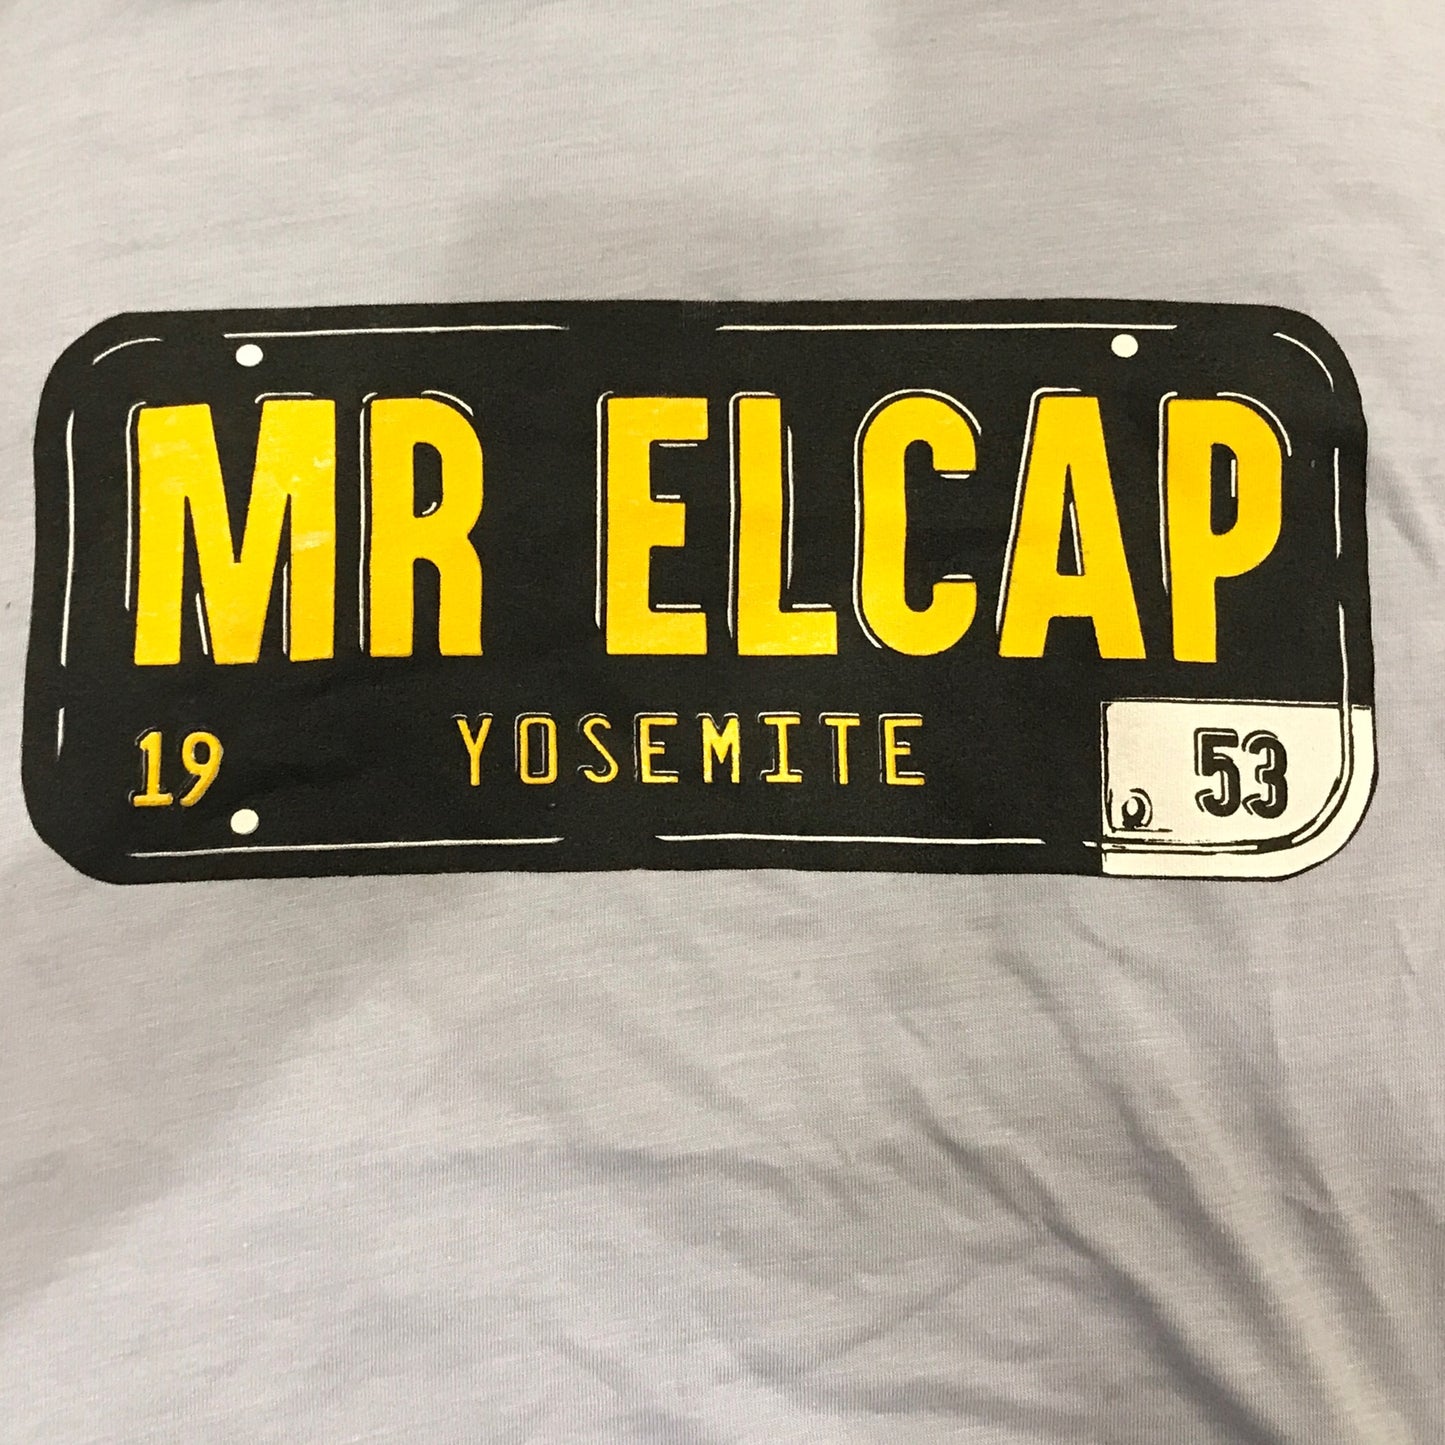 MR ELCAP
19 YOSEMITE 53